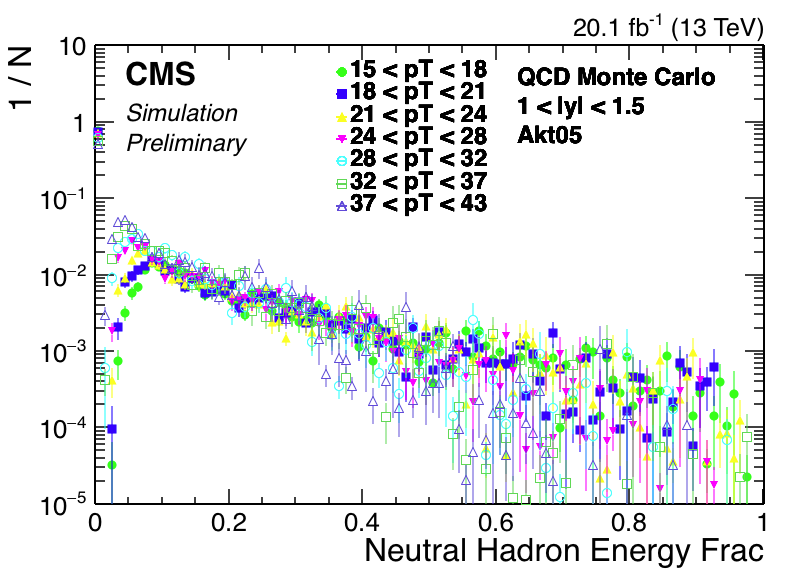 20.1 fb⁻¹ (13 TeV)
1 / N
10
1
10⁻¹
10⁻²
10⁻³
10⁻⁴
10⁻⁵
CMS
Simulation
Preliminary
15 < pT < 18
18 < pT < 21
21 < pT < 24
24 < pT < 28
28 < pT < 32
32 < pT < 37
37 < pT < 43
QCD Monte Carlo
1 < |y| < 1.5
Akt05
0 0.2 0.4 0.6 0.8 1
Neutral Hadron Energy Frac